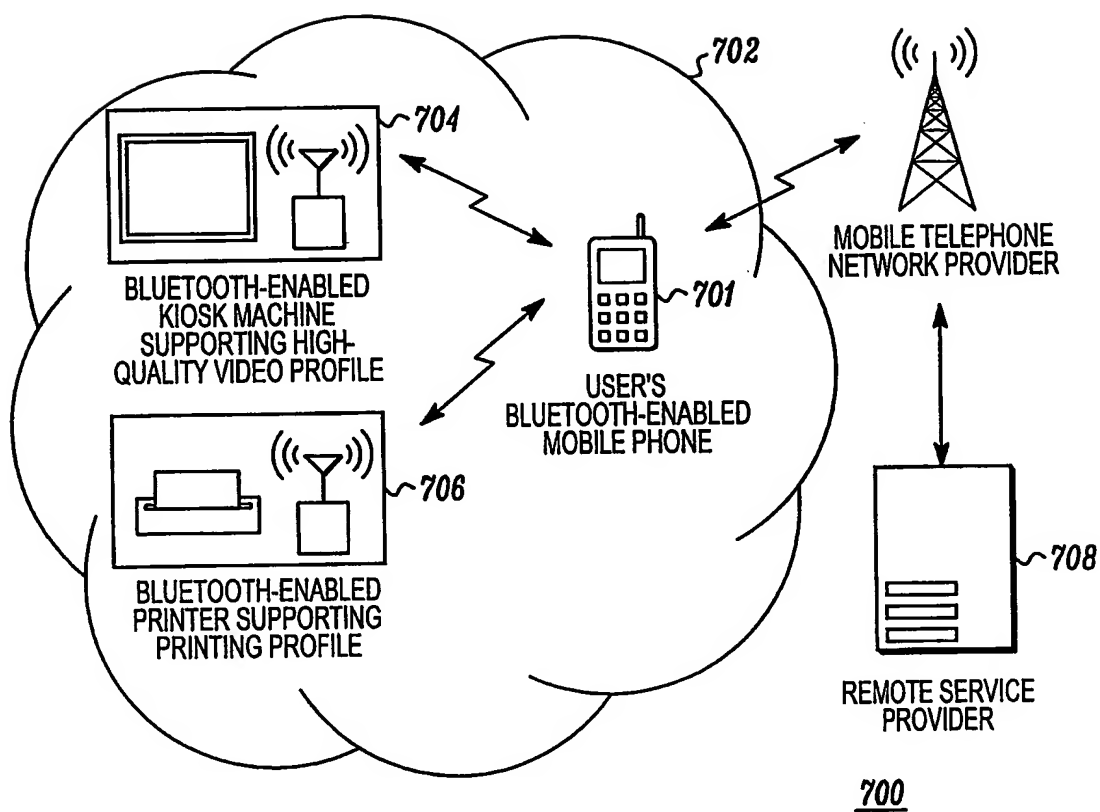 702
704
BLUETOOTH-ENABLED
KIOSK MACHINE
SUPPORTING HIGH-
QUALITY VIDEO PROFILE
701
USER'S
BLUETOOTH-ENABLED
MOBILE PHONE
MOBILE TELEPHONE
NETWORK PROVIDER
706
BLUETOOTH-ENABLED
PRINTER SUPPORTING
PRINTING PROFILE
708
REMOTE SERVICE
PROVIDER
700